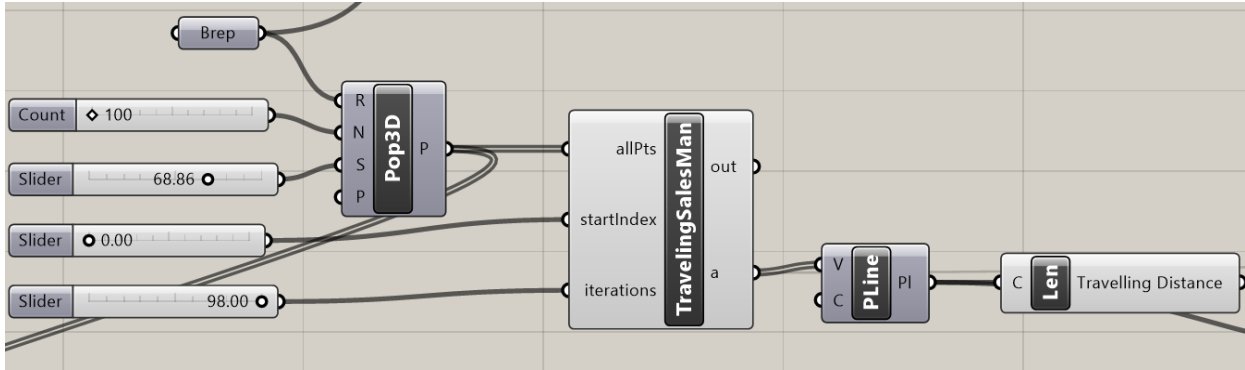 Brep
Count 100
Slider 68.86
Slider 0.00
Slider 98.00
R
N
S
P
Pop3D
P
allPts
startIndex
iterations
TravelingSalesMan
out
a
V
C
PLine
Pl
C
Len
Travelling Distance